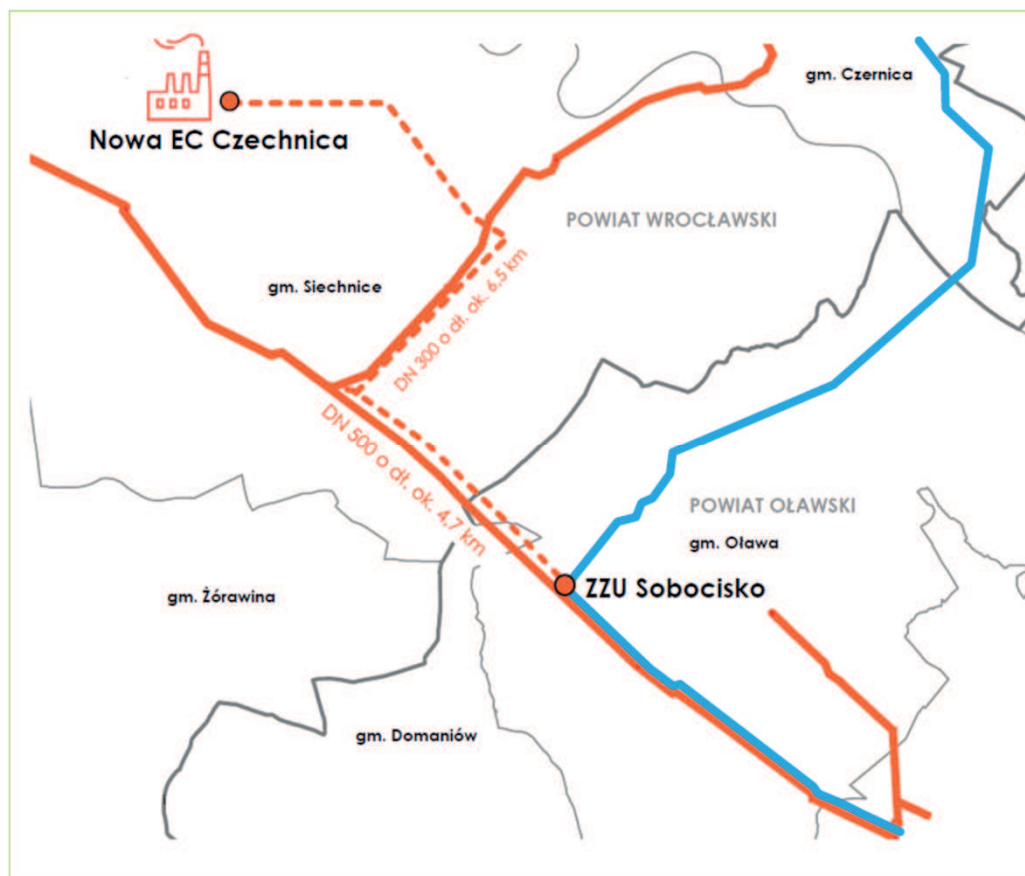 gm. Czernica
Nowa EC Czechnica
POWIAT WROCŁAWSKI
gm. Siechnice
DN 300 o dł. ok. 6,5 km
DN 500 o dł. ok. 4,7 km
POWIAT OŁAWSKI
gm. Oława
ZZU Sobocisko
gm. Żórawina
gm. Domaniów